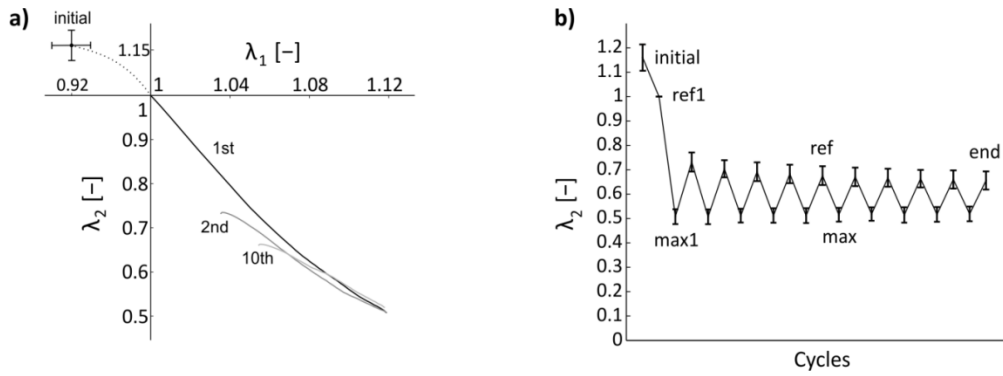 a)
initial
λ1 [–]
1.15
0.92
1
1.04
1.08
1.12
1
0.9
0.8
0.7
0.6
0.5
λ2 [–]
1st
2nd
10th
b)
1.2
1.1
1
0.9
0.8
0.7
0.6
0.5
0.4
0.3
0.2
0.1
0
λ2 [–]
initial
ref1
ref
end
max1
max
Cycles